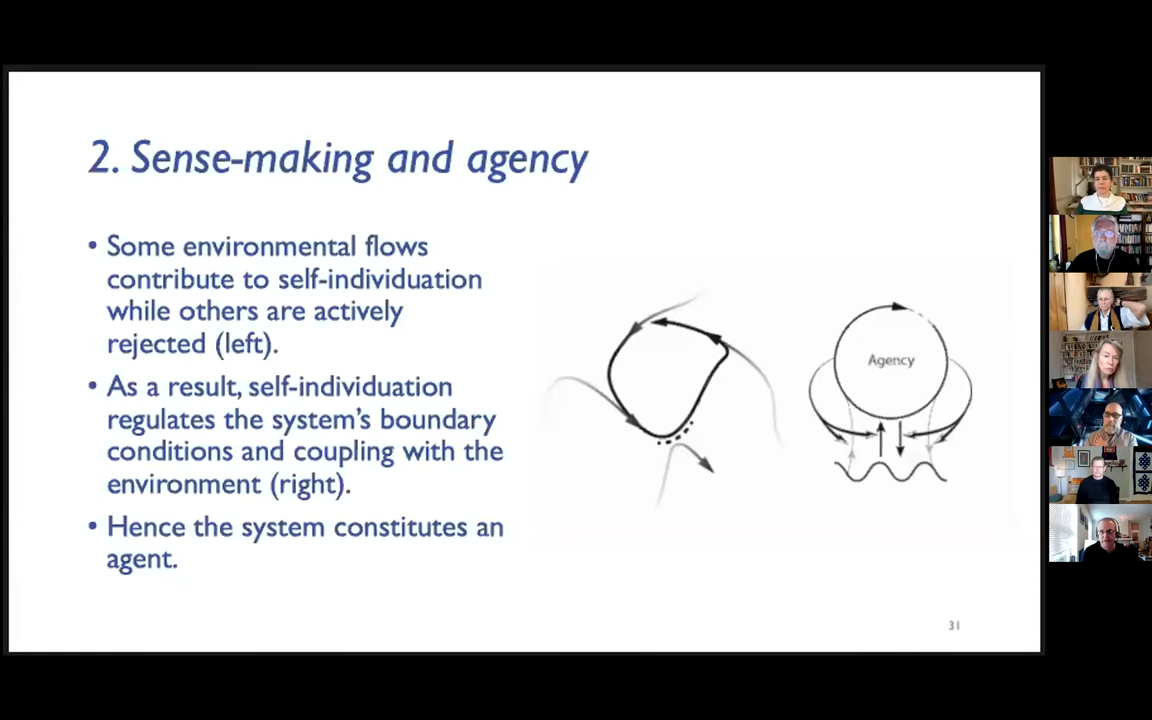 2. Sense-making and agency
• Some environmental flows
contribute to self-individuation
while others are actively
rejected (left).
• As a result, self-individuation
regulates the system's boundary
conditions and coupling with the
environment (right).
• Hence the system constitutes an
agent.
Agency
31